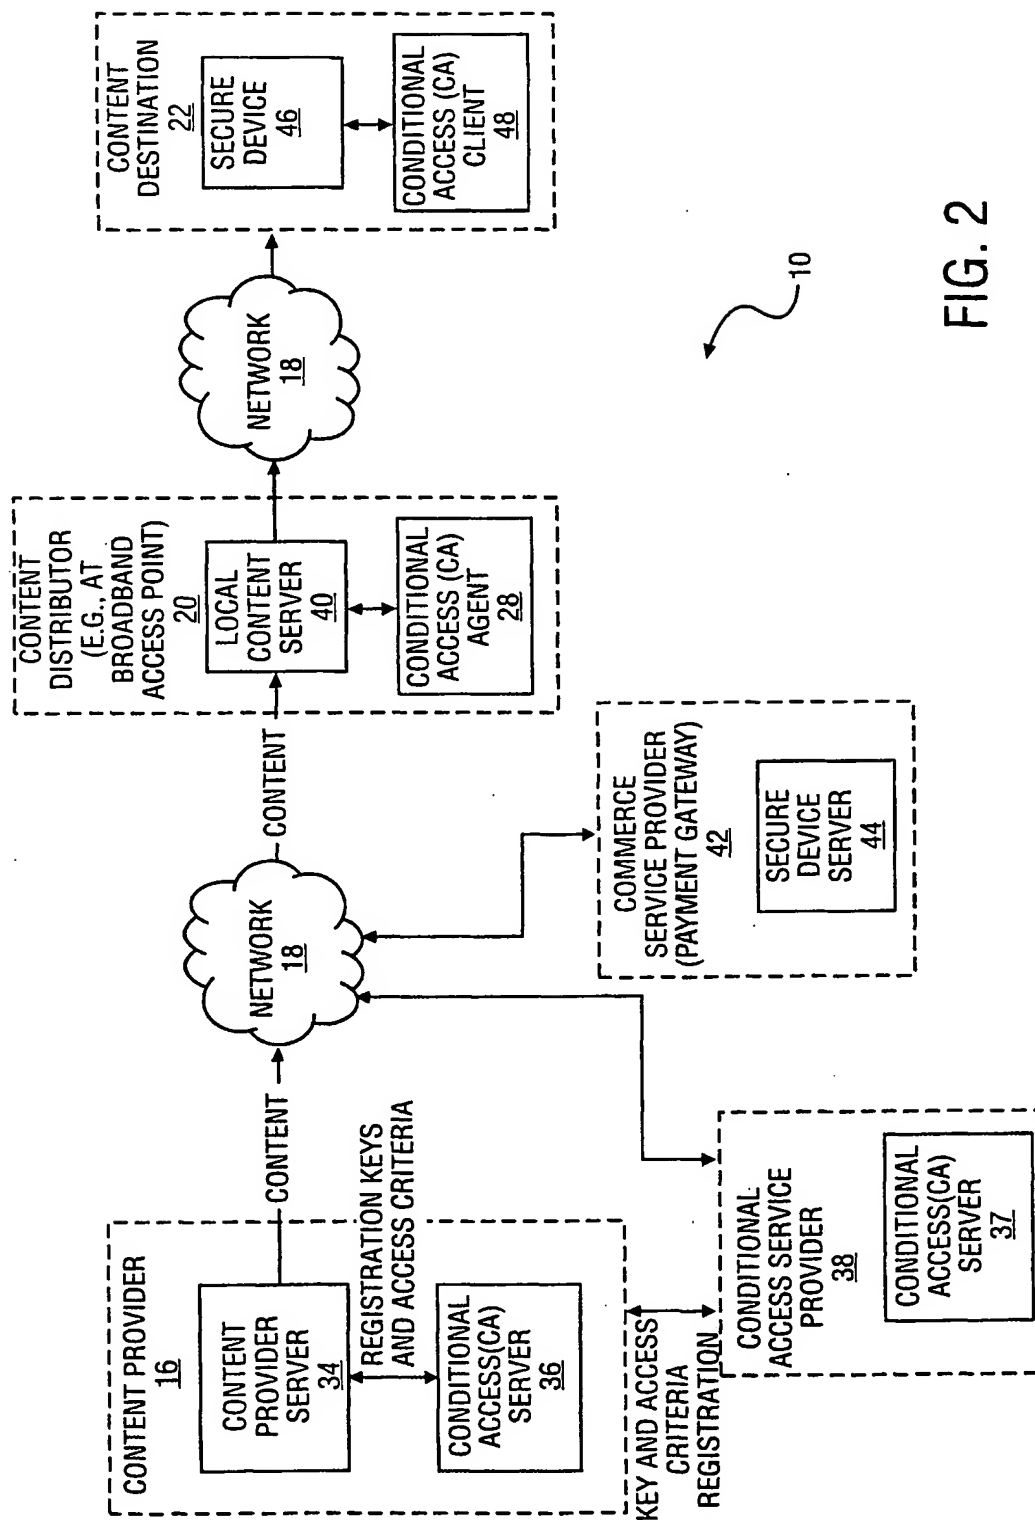 CONTENT PROVIDER
16
CONTENT
PROVIDER
SERVER
34
REGISTRATION KEYS
AND ACCESS CRITERIA
CONDITIONAL
ACCESS(CA)
SERVER
36
KEY AND ACCESS
CRITERIA
REGISTRATION
CONDITIONAL
ACCESS SERVICE
PROVIDER
38
CONDITIONAL
ACCESS(CA)
SERVER
37
CONTENT
NETWORK
18
COMMERCE
SERVICE PROVIDER
(PAYMENT GATEWAY)
42
SECURE
DEVICE
SERVER
44
CONTENT
CONTENT
DISTRIBUTOR
(E.G., AT
BROADBAND
ACCESS POINT)
20
LOCAL
CONTENT
SERVER
40
CONDITIONAL
ACCESS (CA)
AGENT
28
NETWORK
18
CONTENT
DESTINATION
22
SECURE
DEVICE
46
CONDITIONAL
ACCESS (CA)
CLIENT
48
10
FIG. 2